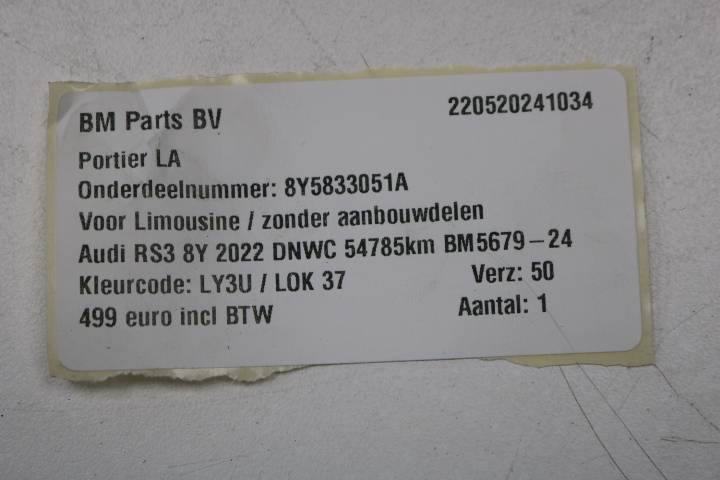 BM Parts BV 220520241034
Portier LA
Onderdeelnummer: 8Y5833051A
Voor Limousine / zonder aanbouwdelen
Audi RS3 8Y 2022 DNWC 54785km BM5679-24
Kleurcode: LY3U / LOK 37 Verz: 50
499 euro incl BTW Aantal: 1